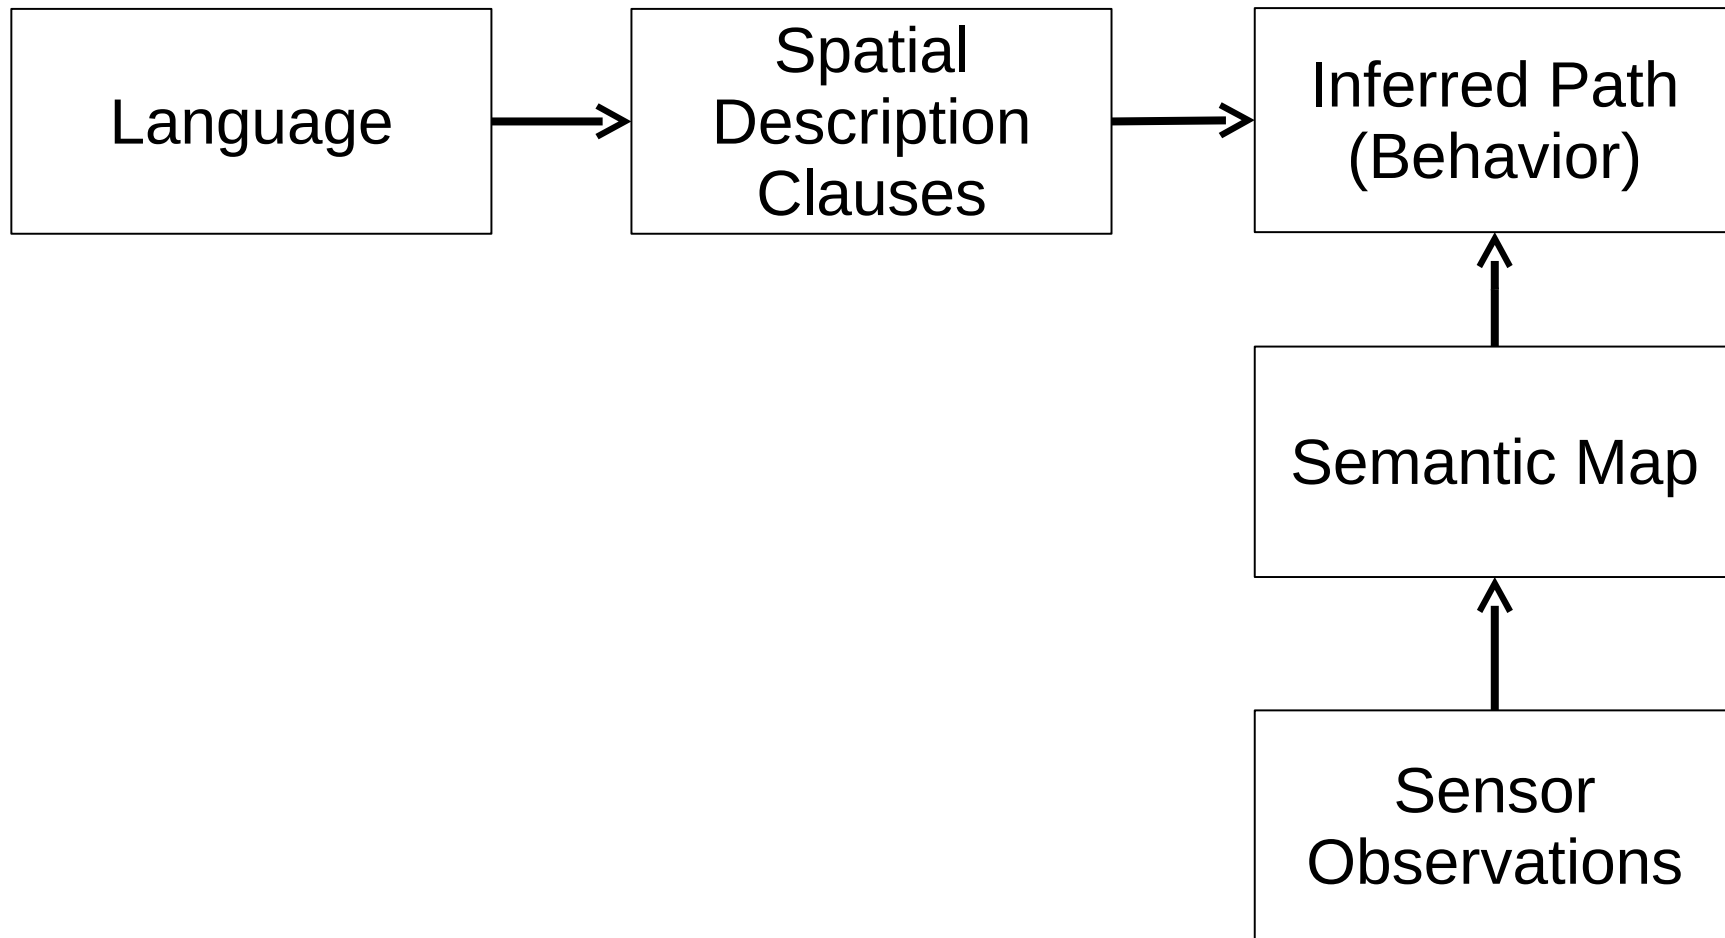 Language
Spatial
Description
Clauses
Inferred Path
(Behavior)
Semantic Map
Sensor
Observations